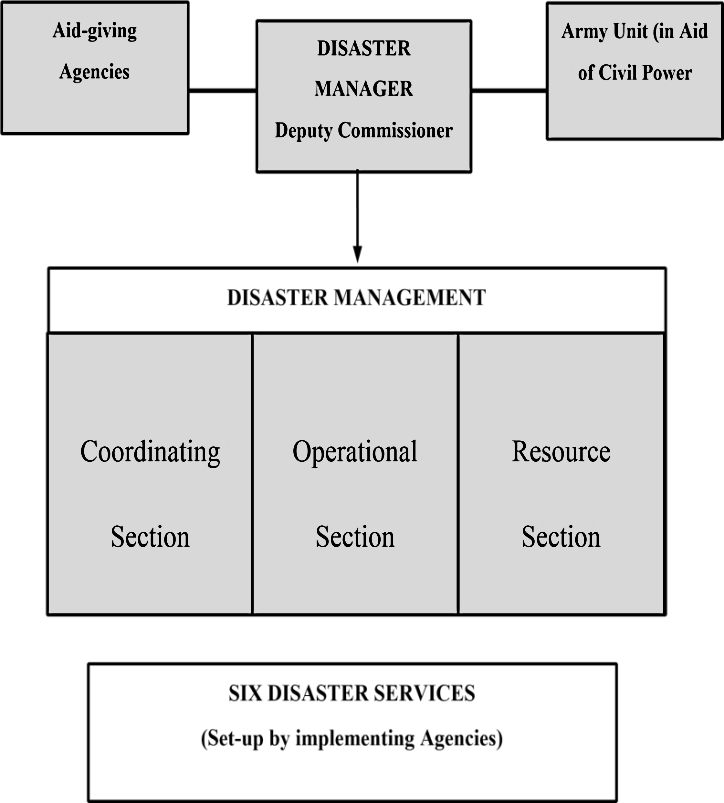 Aid-giving
Agencies
DISASTER
MANAGER
Deputy Commissioner
Army Unit (in Aid
of Civil Power
DISASTER MANAGEMENT
Coordinating
Section
Operational
Section
Resource
Section
SIX DISASTER SERVICES
(Set-up by implementing Agencies)